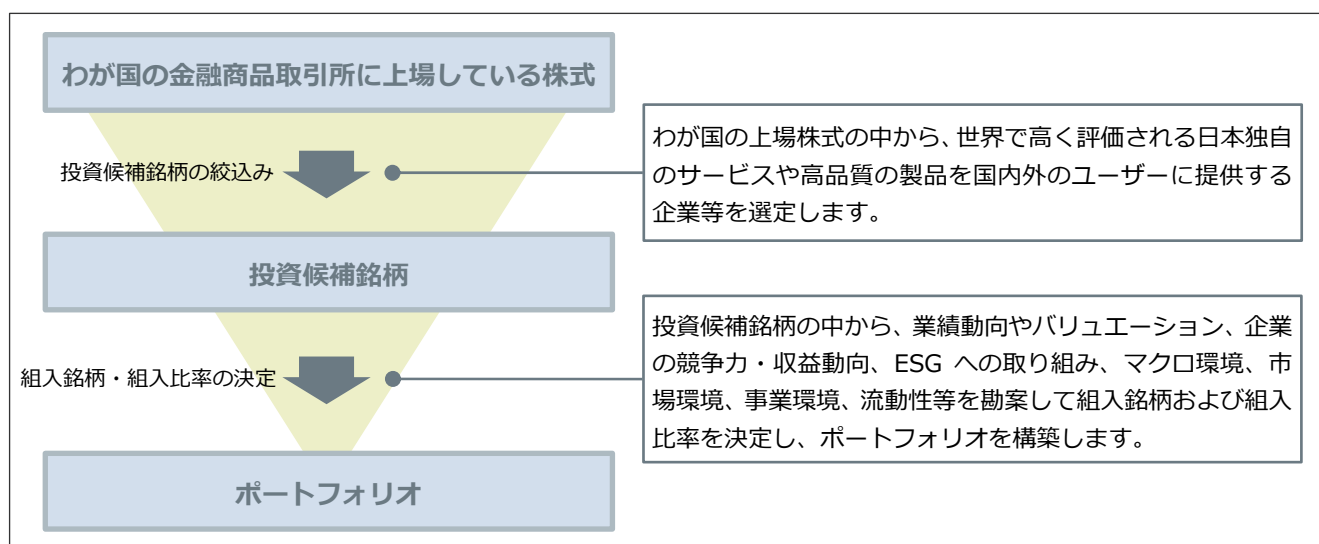 わが国の金融商品取引所に上場している株式
投資候補銘柄の絞込み
わが国の上場株式の中から、世界で高く評価される日本独自
のサービスや高品質の製品を国内外のユーザーに提供する
企業等を選定します。
投資候補銘柄
組入銘柄・組入比率の決定
投資候補銘柄の中から、業績動向やバリュエーション、企業
の競争力・収益動向、ESG への取り組み、マクロ環境、市
場環境、事業環境、流動性等を勘案して組入銘柄および組入
比率を決定し、ポートフォリオを構築します。
ポートフォリオ